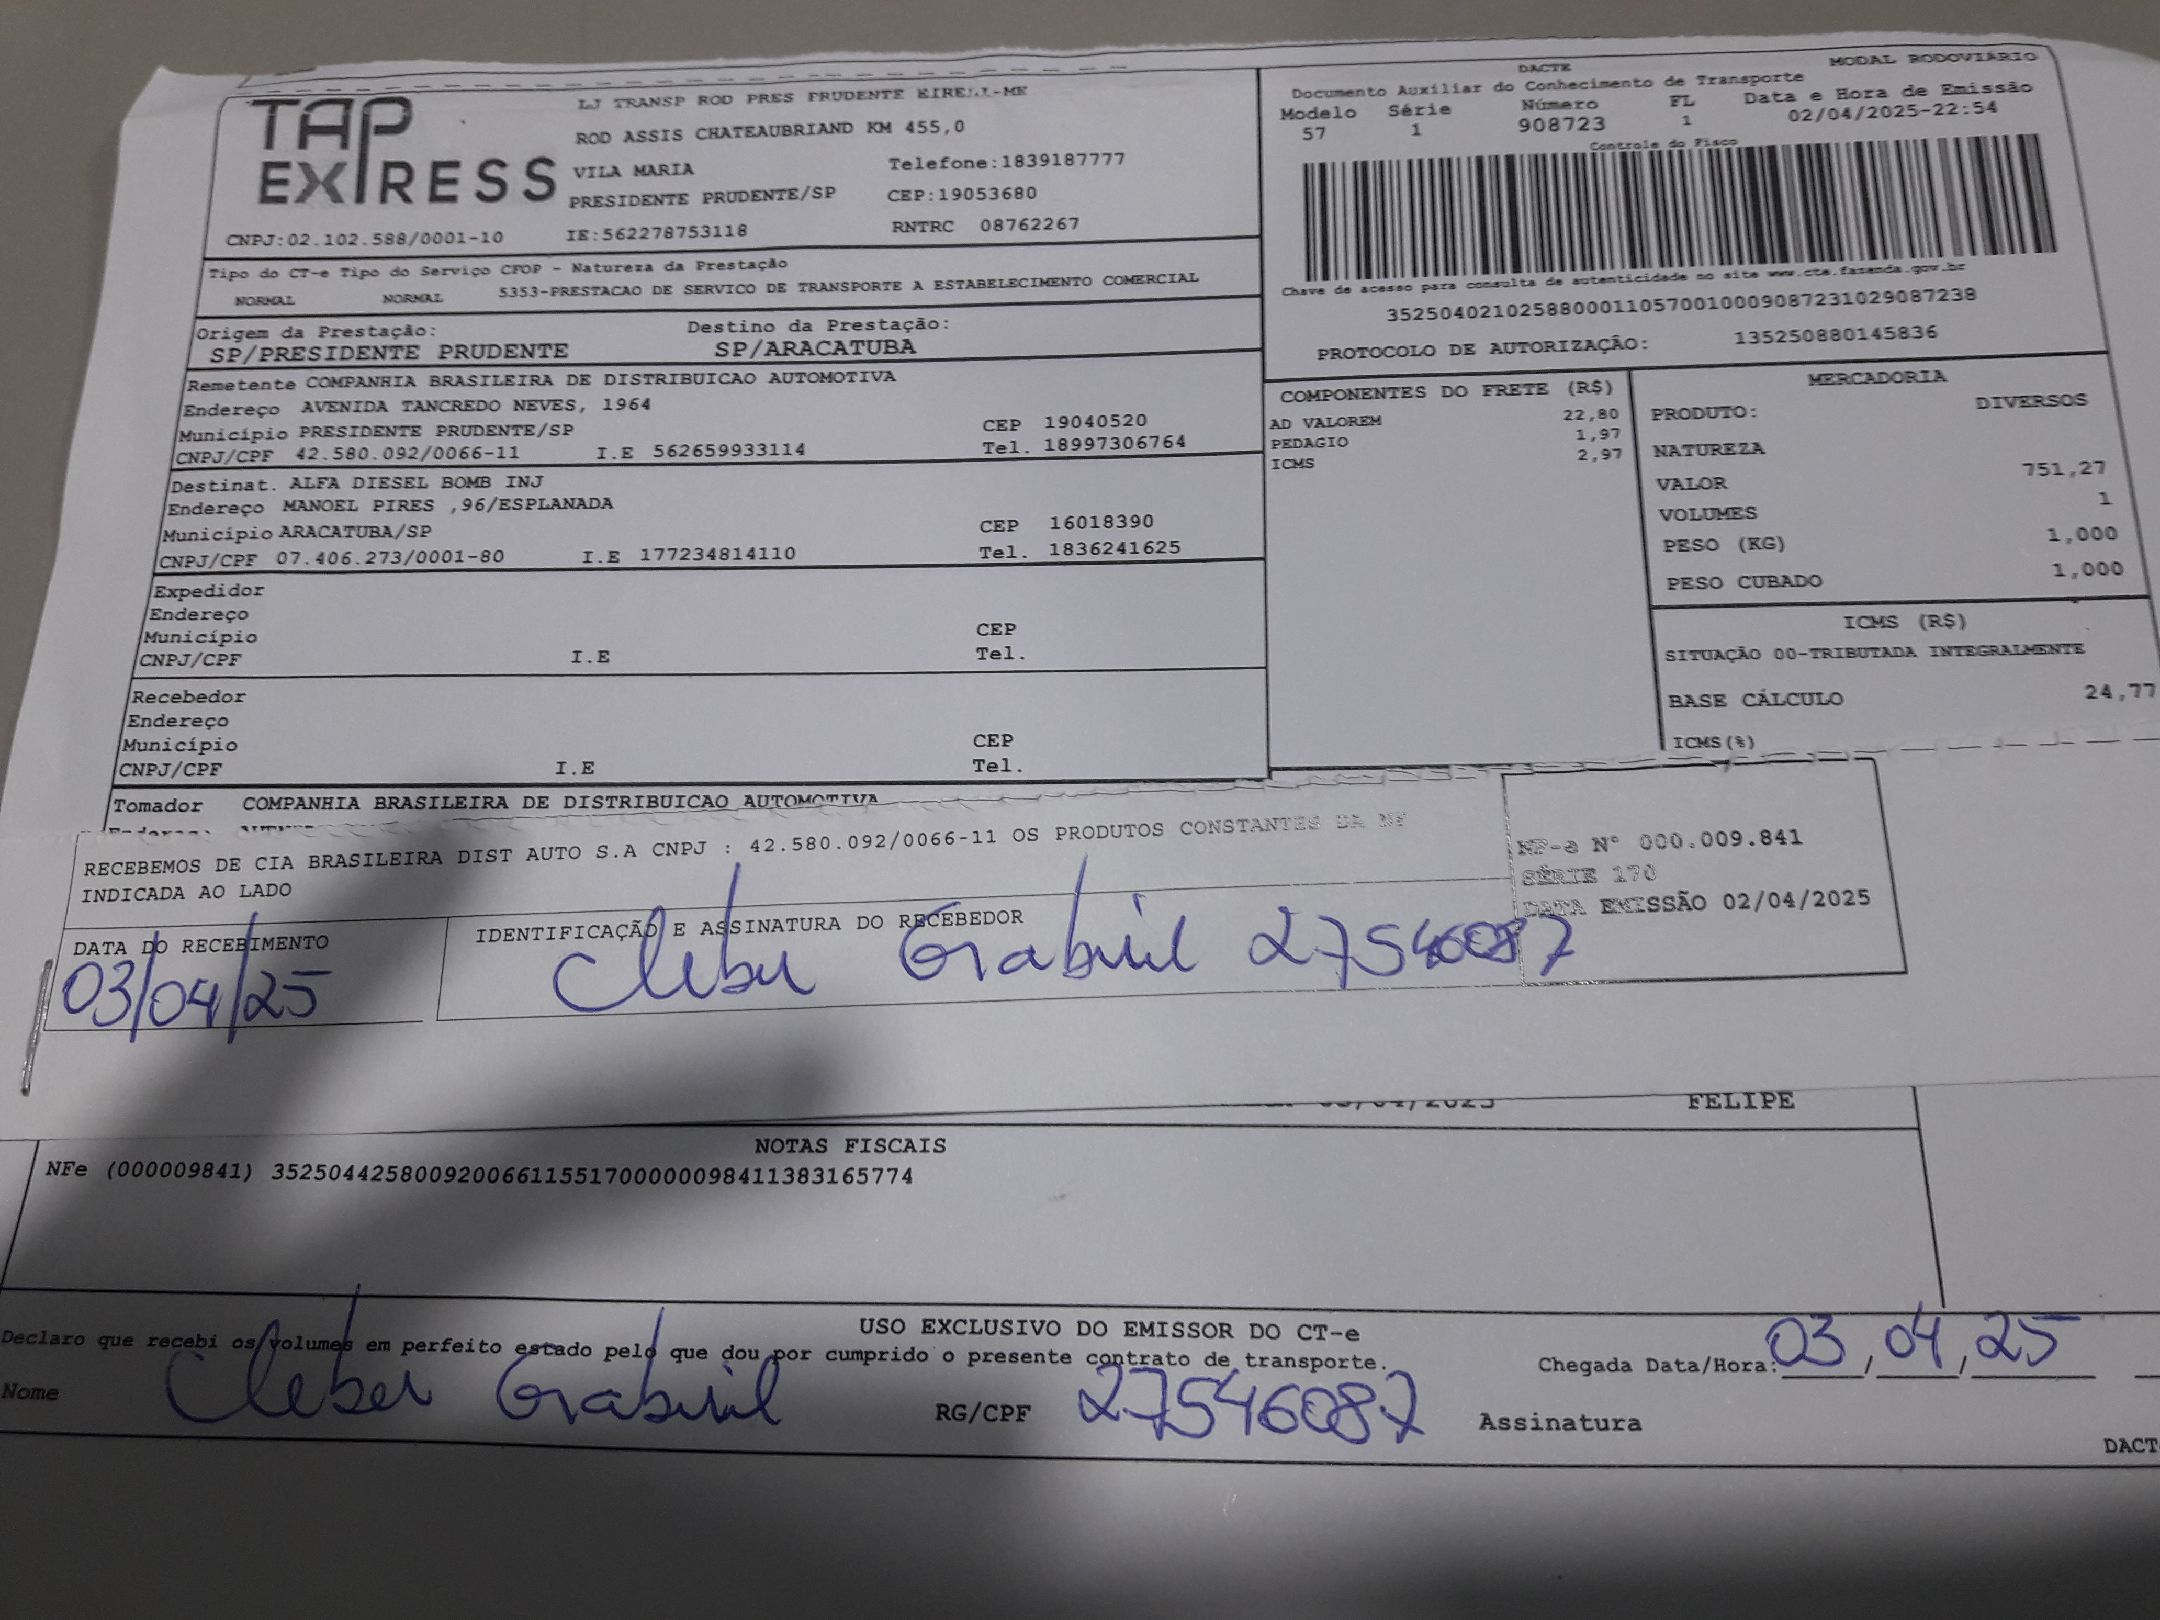 TAP
EXPRESS
LJ TRANSP ROD PRES PRUDENTE EIRELI-ME
ROD ASSIS CHATEAUBRIAND KM 455,0
VILA MARIA Telefone:1839187777
PRESIDENTE PRUDENTE/SP CEP:19053680
CNPJ:02.102.588/0001-10 IE:562278753118 RNTRC 08762267
DACTE MODAL RODOVIÁRIO
Documento Auxiliar do Conhecimento de Transporte
Modelo Série Número FL Data e Hora de Emissão
57 1 908723 1 02/04/2025-22:54
Controle do Fisco
Chave de acesso para consulta de autenticidade no site www.cte.fazenda.gov.br
35250402102588000110570010009087231029087238
PROTOCOLO DE AUTORIZAÇÃO: 135250880145836
Tipo do CT-e Tipo do Serviço CFOP - Natureza da Prestação
NORMAL NORMAL 5353-PRESTACAO DE SERVICO DE TRANSPORTE A ESTABELECIMENTO COMERCIAL
Origem da Prestação: Destino da Prestação:
SP/PRESIDENTE PRUDENTE SP/ARACATUBA
Remetente COMPANHIA BRASILEIRA DE DISTRIBUICAO AUTOMOTIVA
Endereço AVENIDA TANCREDO NEVES, 1964
Município PRESIDENTE PRUDENTE/SP CEP 19040520
CNPJ/CPF 42.580.092/0066-11 I.E 562659933114 Tel. 18997306764
Destinat. ALFA DIESEL BOMB INJ
Endereço MANOEL PIRES ,96/ESPLANADA
Município ARACATUBA/SP CEP 16018390
CNPJ/CPF 07.406.273/0001-80 I.E 177234814110 Tel. 1836241625
Expedidor
Endereço
Município CEP
CNPJ/CPF I.E Tel.
Recebedor
Endereço
Município CEP
CNPJ/CPF I.E Tel.
Tomador COMPANHIA BRASILEIRA DE DISTRIBUICAO AUTOMOTIVA
COMPONENTES DO FRETE (R$)
AD VALOREM 22,80
PEDAGIO 1,97
ICMS 2,97
MERCADORIA
PRODUTO: DIVERSOS
NATUREZA
VALOR 751,27
VOLUMES 1
PESO (KG) 1,000
PESO CUBADO 1,000
ICMS (R$)
SITUAÇÃO 00-TRIBUTADA INTEGRALMENTE
BASE CÁLCULO 24,77
ICMS(%)
RECEBEMOS DE CIA BRASILEIRA DIST AUTO S.A CNPJ : 42.580.092/0066-11 OS PRODUTOS CONSTANTES DA NF
INDICADA AO LADO
NF-e N° 000.009.841
SÉRIE 170
DATA EMISSÃO 02/04/2025
DATA DO RECEBIMENTO IDENTIFICAÇÃO E ASSINATURA DO RECEBEDOR
03/04/25 Cleber Gabriel 27546087
FELIPE
NOTAS FISCAIS
NFe (000009841) 35250442580092006611551700000098411383165774
USO EXCLUSIVO DO EMISSOR DO CT-e
Declaro que recebi os volumes em perfeito estado pelo que dou por cumprido o presente contrato de transporte.
Chegada Data/Hora: 03/04/25
Nome Cleber Gabriel RG/CPF 27546087 Assinatura